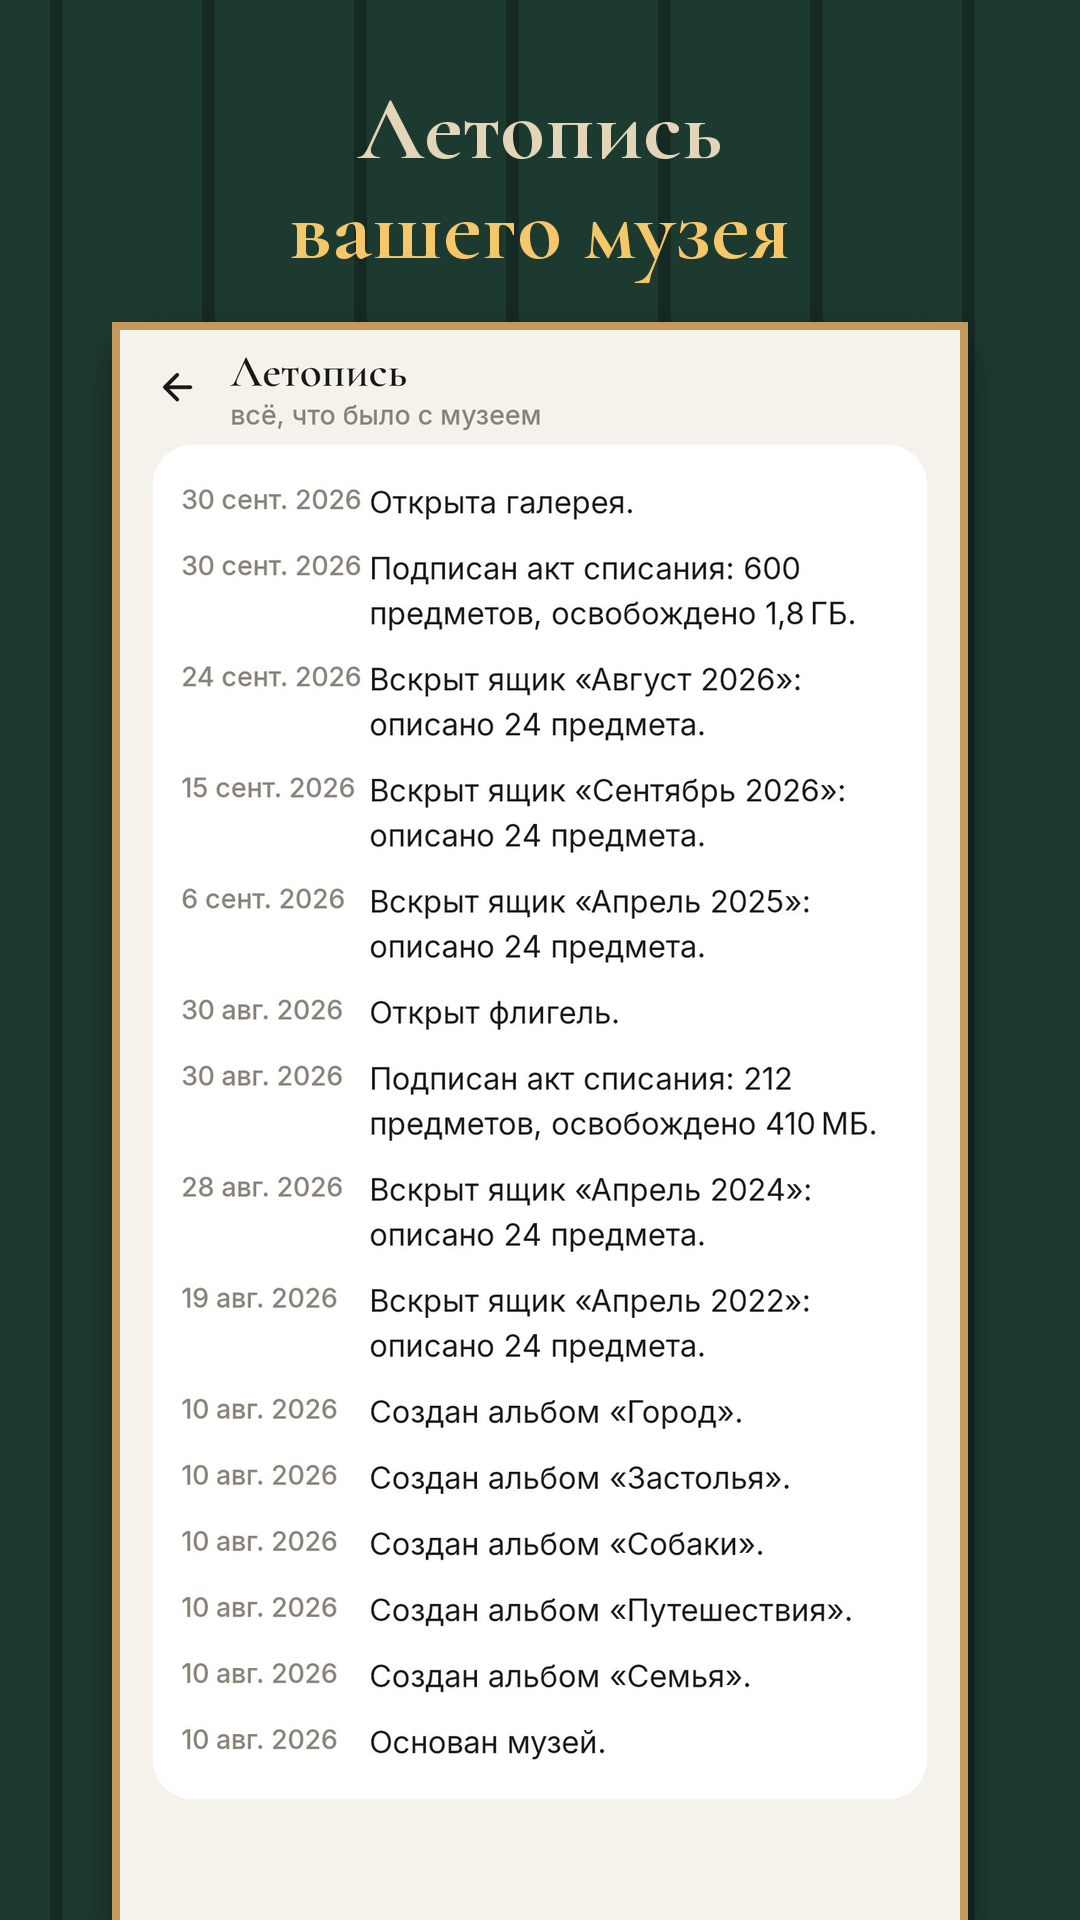 Летопись
вашего музея
Летопись
всё, что было с музеем
30 сент. 2026 Открыта галерея.
30 сент. 2026 Подписан акт списания: 600
предметов, освобождено 1,8 ГБ.
24 сент. 2026 Вскрыт ящик «Август 2026»:
описано 24 предмета.
15 сент. 2026 Вскрыт ящик «Сентябрь 2026»:
описано 24 предмета.
6 сент. 2026 Вскрыт ящик «Апрель 2025»:
описано 24 предмета.
30 авг. 2026 Открыт флигель.
30 авг. 2026 Подписан акт списания: 212
предметов, освобождено 410 МБ.
28 авг. 2026 Вскрыт ящик «Апрель 2024»:
описано 24 предмета.
19 авг. 2026 Вскрыт ящик «Апрель 2022»:
описано 24 предмета.
10 авг. 2026 Создан альбом «Город».
10 авг. 2026 Создан альбом «Застолья».
10 авг. 2026 Создан альбом «Собаки».
10 авг. 2026 Создан альбом «Путешествия».
10 авг. 2026 Создан альбом «Семья».
10 авг. 2026 Основан музей.